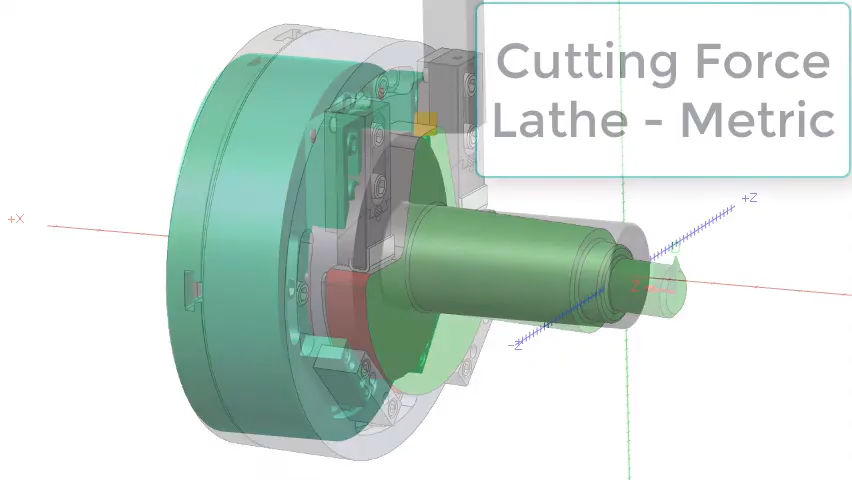 Cutting Force
Lathe - Metric
+Z
+X
-Z